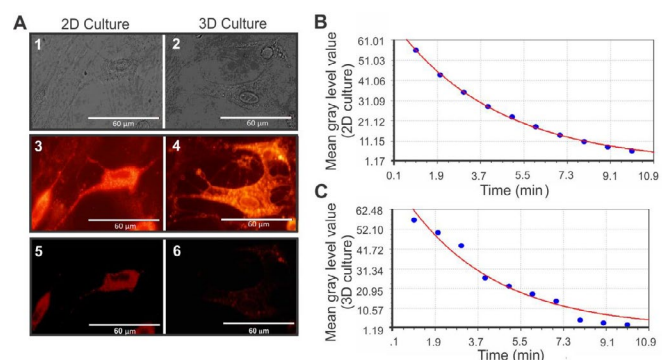 A
2D Culture
3D Culture
1
2
60 µm
60 µm
3
4
60 µm
60 µm
5
6
60 µm
60 µm
B
Mean gray level value
(2D culture)
61.01
51.03
41.06
31.09
21.12
11.15
1.17
0.1 1.9 3.7 5.5 7.3 9.1 10.9
Time (min)
C
Mean gray level value
(3D culture)
62.48
52.10
41.72
31.34
20.95
10.57
1.19
0.1 1.9 3.7 5.5 7.3 9.1 10.9
Time (min)